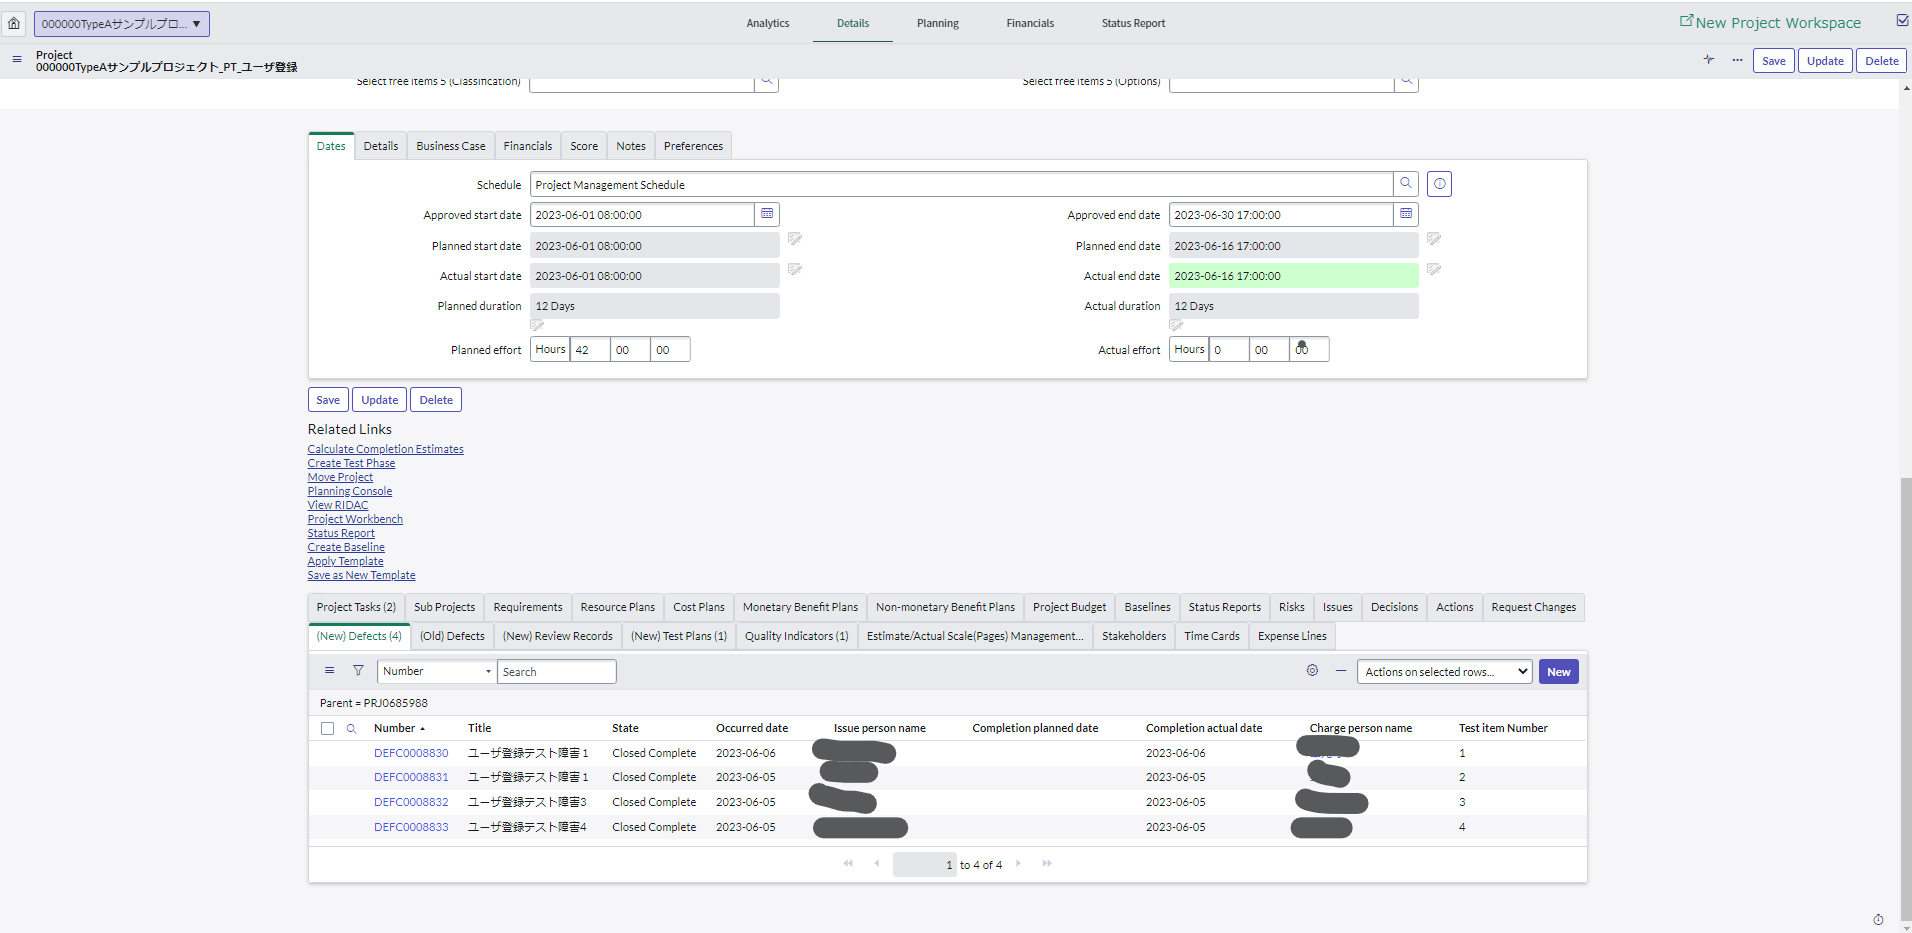 000000TypeAサンプルプロ... ▼
Analytics
Details
Planning
Financials
Status Report
New Project Workspace
Project
000000TypeAサンプルプロジェクト_PT_ユーザ登録
Save
Update
Delete
Select free items 5 (Classification)
Select free items 5 (Options)
Dates
Details
Business Case
Financials
Score
Notes
Preferences
Schedule Project Management Schedule
Approved start date 2023-06-01 08:00:00
Approved end date 2023-06-30 17:00:00
Planned start date 2023-06-01 08:00:00
Planned end date 2023-06-16 17:00:00
Actual start date 2023-06-01 08:00:00
Actual end date 2023-06-16 17:00:00
Planned duration 12 Days
Actual duration 12 Days
Planned effort Hours 42 00 00
Actual effort Hours 0 00 00
Save
Update
Delete
Related Links
Calculate Completion Estimates
Create Test Phase
Move Project
Planning Console
View RIDAC
Project Workbench
Status Report
Create Baseline
Apply Template
Save as New Template
Project Tasks (2)
Sub Projects
Requirements
Resource Plans
Cost Plans
Monetary Benefit Plans
Non-monetary Benefit Plans
Project Budget
Baselines
Status Reports
Risks
Issues
Decisions
Actions
Request Changes
(New) Defects (4)
(Old) Defects
(New) Review Records
(New) Test Plans (1)
Quality Indicators (1)
Estimate/Actual Scale(Pages) Management...
Stakeholders
Time Cards
Expense Lines
Number
Search
Actions on selected rows...
New
Parent = PRJ0685988
Number Title State Occurred date Issue person name Completion planned date Completion actual date Charge person name Test item Number
DEFC0008830 ユーザ登録テスト障害1 Closed Complete 2023-06-06 2023-06-06 1
DEFC0008831 ユーザ登録テスト障害1 Closed Complete 2023-06-05 2023-06-05 2
DEFC0008832 ユーザ登録テスト障害3 Closed Complete 2023-06-05 2023-06-05 3
DEFC0008833 ユーザ登録テスト障害4 Closed Complete 2023-06-05 2023-06-05 4
1 to 4 of 4